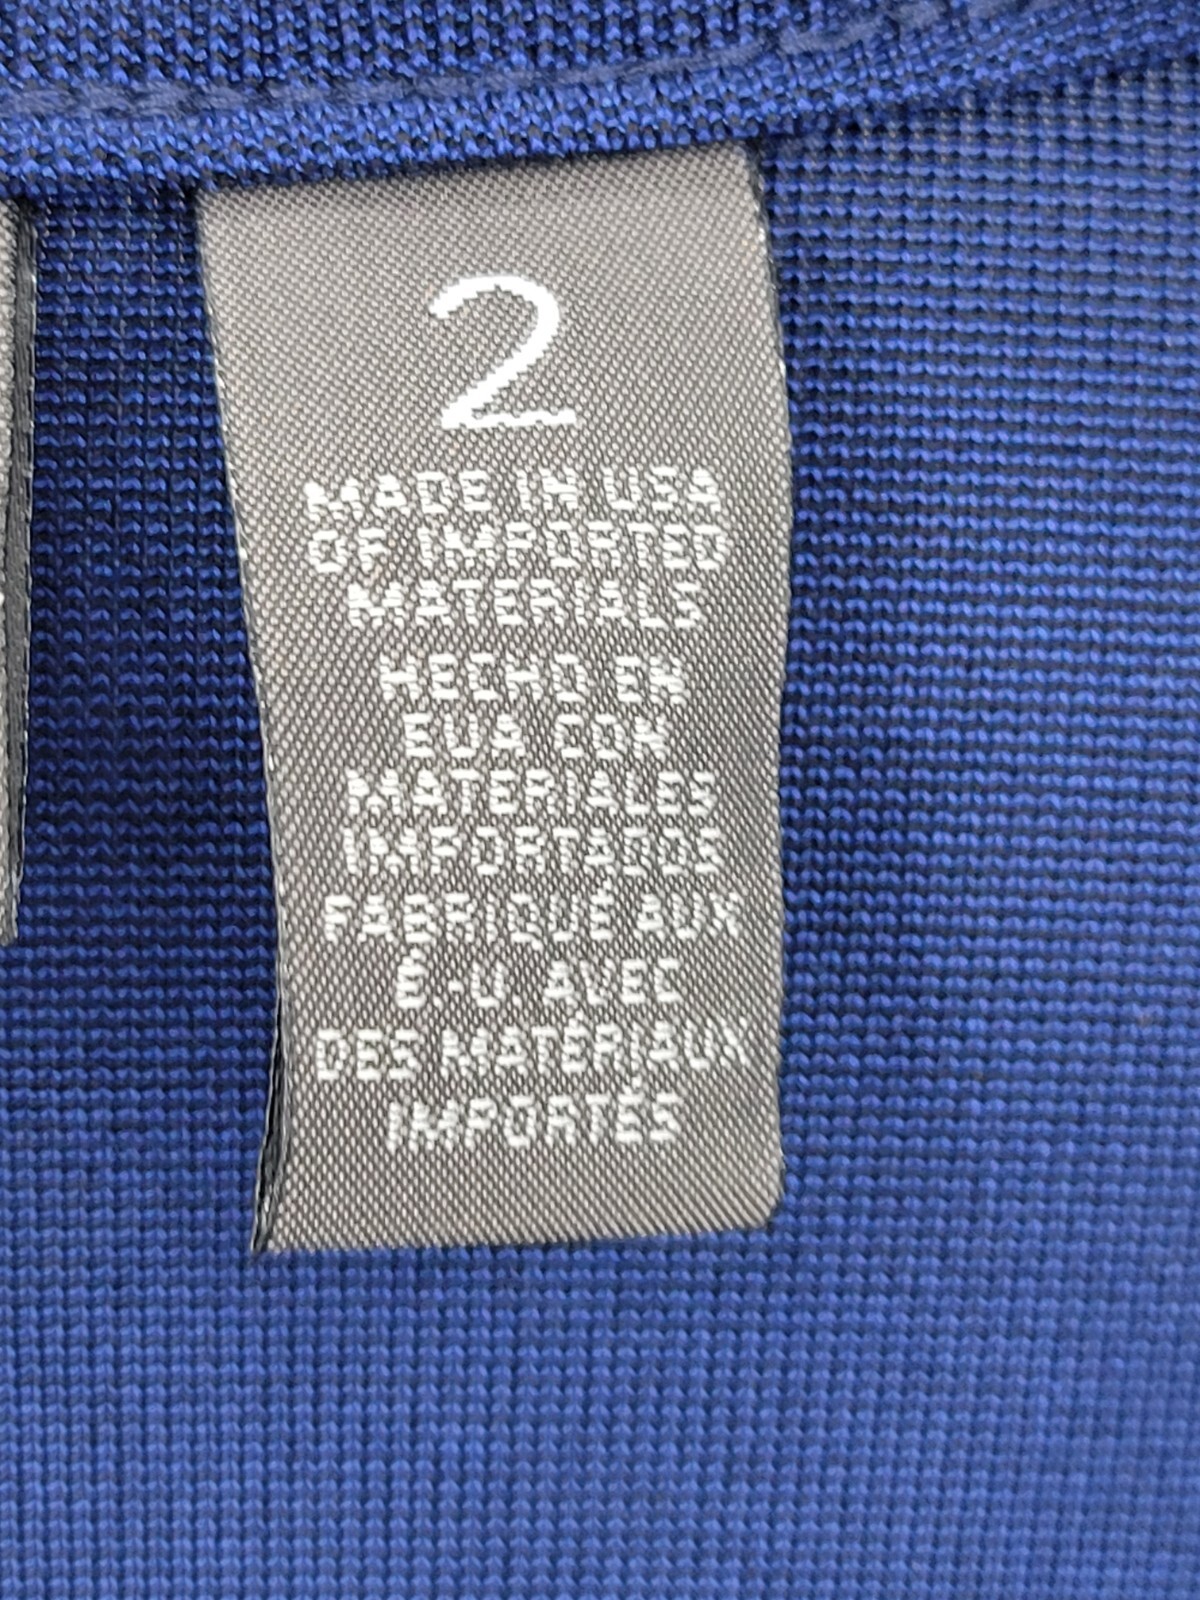 2
MADE IN USA
OF IMPORTED
MATERIALS
HECHO EN
EUA CON
MATERIALES
IMPORTADOS
FABRIQUÉ AUX
É.-U. AVEC
DES MATÉRIAUX
IMPORTÉS